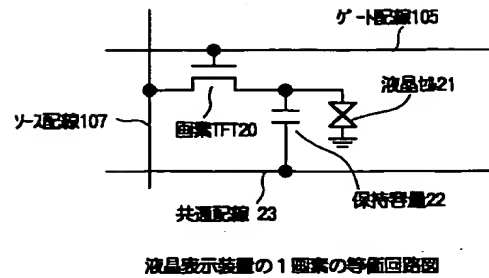 ゲート配線105
液晶セル21
ソース配線107
画素TFT20
保持容量22
共通配線 23
液晶表示装置の1画素の等価回路図